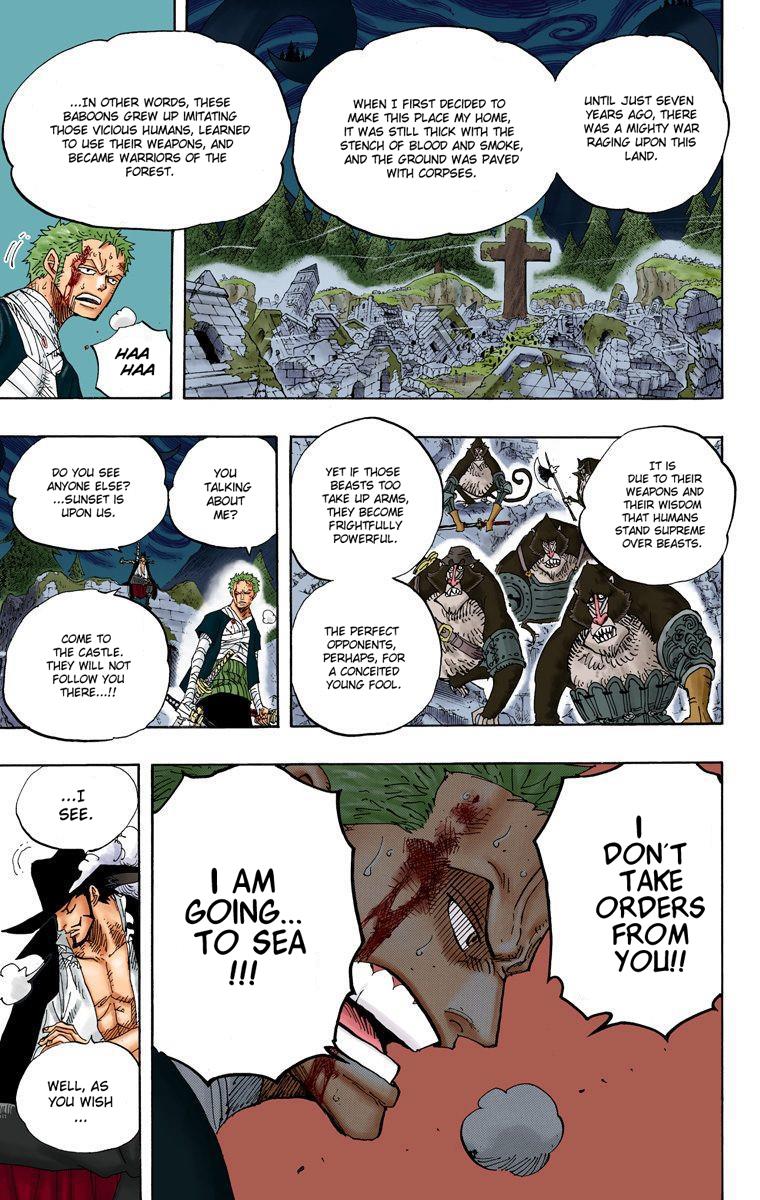 UNTIL JUST SEVEN
YEARS AGO, THERE
WAS A MIGHTY WAR
RAGING UPON THIS
LAND.
WHEN I FIRST DECIDED TO
MAKE THIS PLACE MY HOME,
IT WAS STILL THICK WITH THE
STENCH OF BLOOD AND SMOKE,
AND THE GROUND WAS PAVED
WITH CORPSES.
...IN OTHER WORDS, THESE
BABOONS GREW UP IMITATING
THOSE VICIOUS HUMANS, LEARNED
TO USE THEIR WEAPONS, AND
BECAME WARRIORS OF THE
FOREST.
HAA
HAA
IT IS
DUE TO THEIR
WEAPONS AND
THEIR WISDOM
THAT HUMANS
STAND SUPREME
OVER BEASTS.
YET IF THOSE
BEASTS TOO
TAKE UP ARMS,
THEY BECOME
FRIGHTFULLY
POWERFUL.
THE PERFECT
OPPONENTS,
PERHAPS, FOR
A CONCEITED
YOUNG FOOL.
YOU
TALKING
ABOUT
ME?
DO YOU SEE
ANYONE ELSE?
...SUNSET IS
UPON US.
COME TO
THE CASTLE.
THEY WILL NOT
FOLLOW YOU
THERE...!!
I
DON'T
TAKE
ORDERS
FROM
YOU!!
I AM
GOING...
TO SEA
!!!
...I
SEE.
WELL, AS
YOU WISH
...